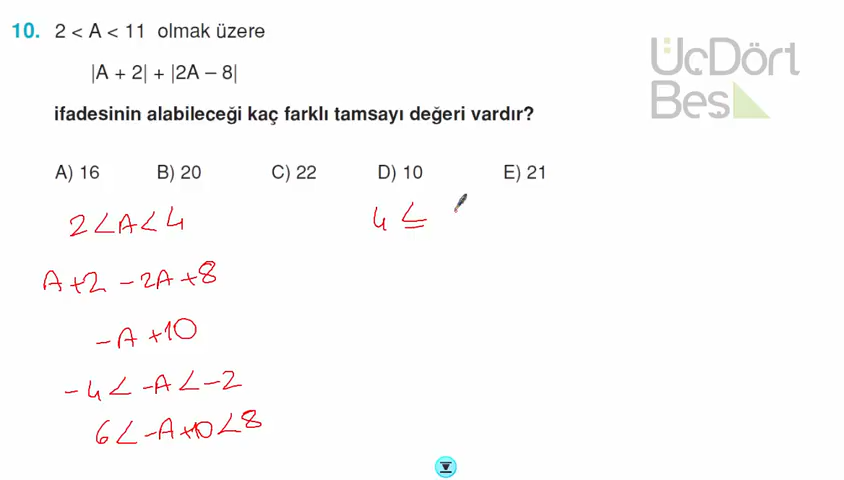 10. 2 < A < 11 olmak üzere
ÜçDört
Beş
|A + 2| + |2A – 8|
ifadesinin alabileceği kaç farklı tamsayı değeri vardır?
A) 16 B) 20 C) 22 D) 10 E) 21
2 < A < 4
4 ≤
A + 2 - 2A + 8
-A + 10
-4 < -A < -2
6 < -A + 10 < 8